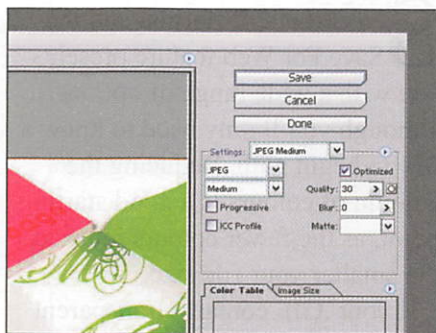 Save
Cancel
Done
Settings: JPEG Medium
JPEG
Optimized
Medium
Quality: 30
Progressive
Blur: 0
ICC Profile
Matte:
Color Table
Image Size